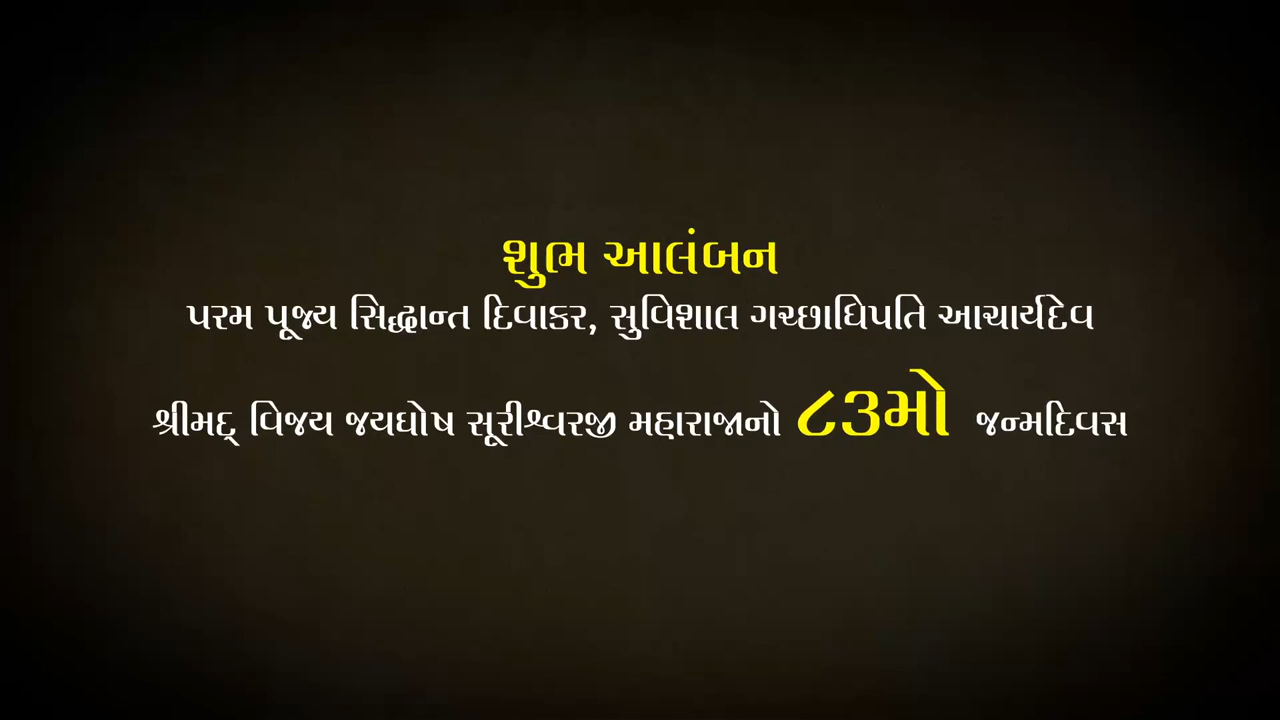 શુભ આલંબન
પરમ પૂજ્ય સિદ્ધાન્ત દિવાકર, સુવિશાલ ગચ્છાધિપતિ આચાર્યદેવ
શ્રીમદ્ વિજય જયઘોષ સૂરીશ્વરજી મહારાજાનો ૮૩મો જન્મદિવસ